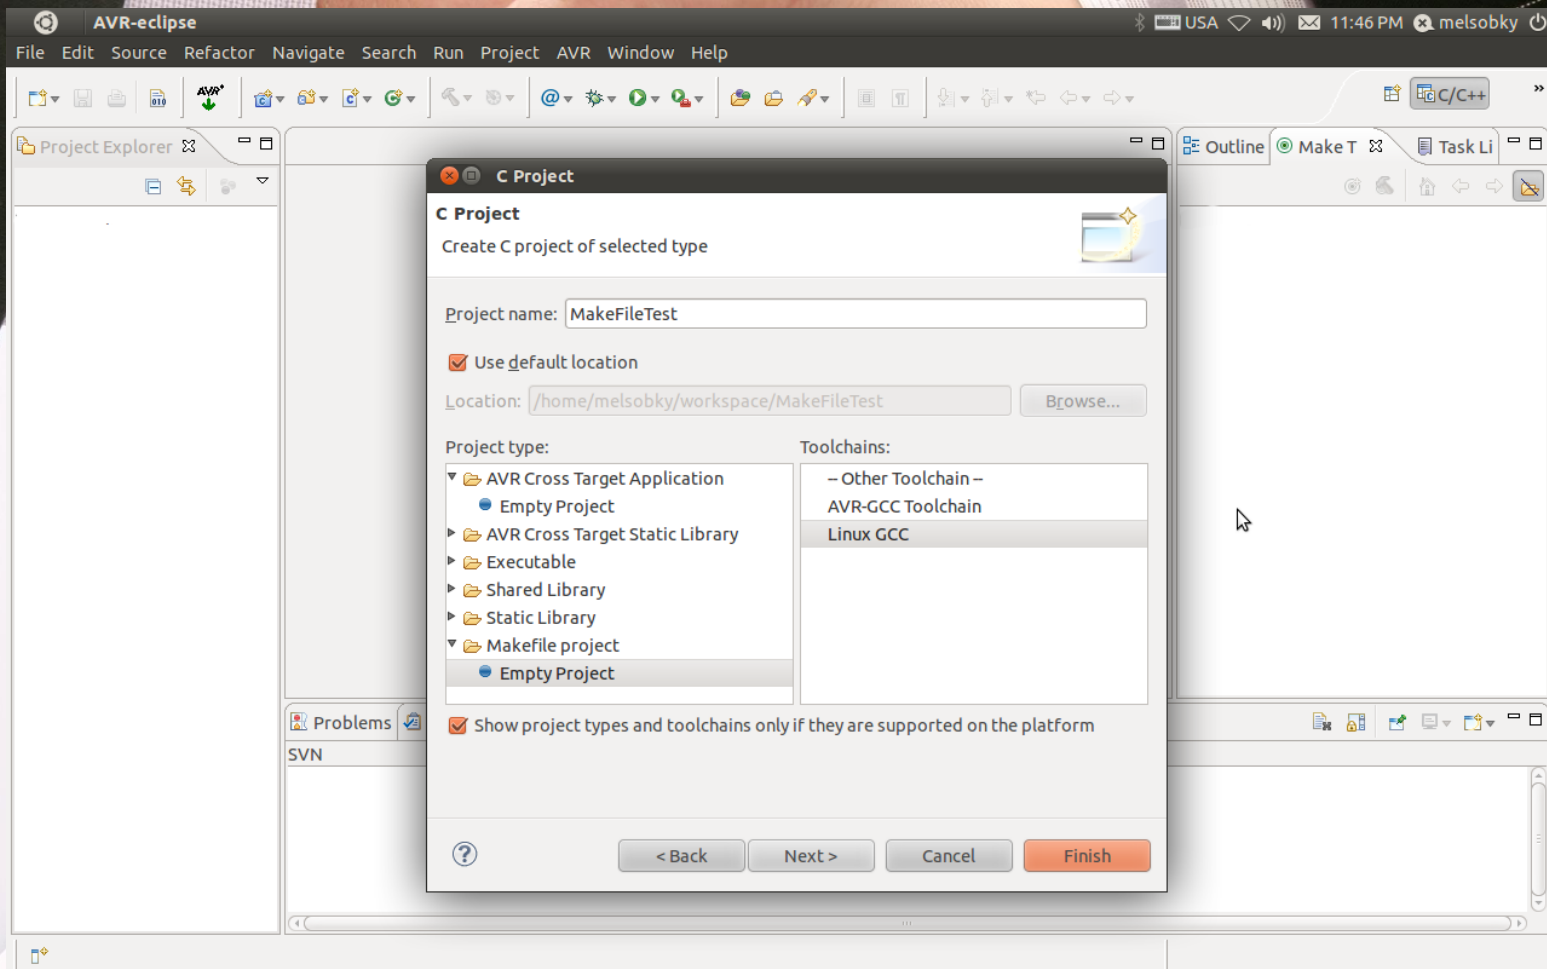 AVR-eclipse
USA 11:46 PM melsobky
File Edit Source Refactor Navigate Search Run Project AVR Window Help
010 AVR C/C++
Project Explorer
Outline Make T Task Li
C Project
C Project
Create C project of selected type
Project name: MakeFileTest
Use default location
Location: /home/melsobky/workspace/MakeFileTest Browse...
Project type: Toolchains:
AVR Cross Target Application
Empty Project
AVR Cross Target Static Library
Executable
Shared Library
Static Library
Makefile project
Empty Project
-- Other Toolchain --
AVR-GCC Toolchain
Linux GCC
Show project types and toolchains only if they are supported on the platform
Problems
SVN
? < Back Next > Cancel Finish